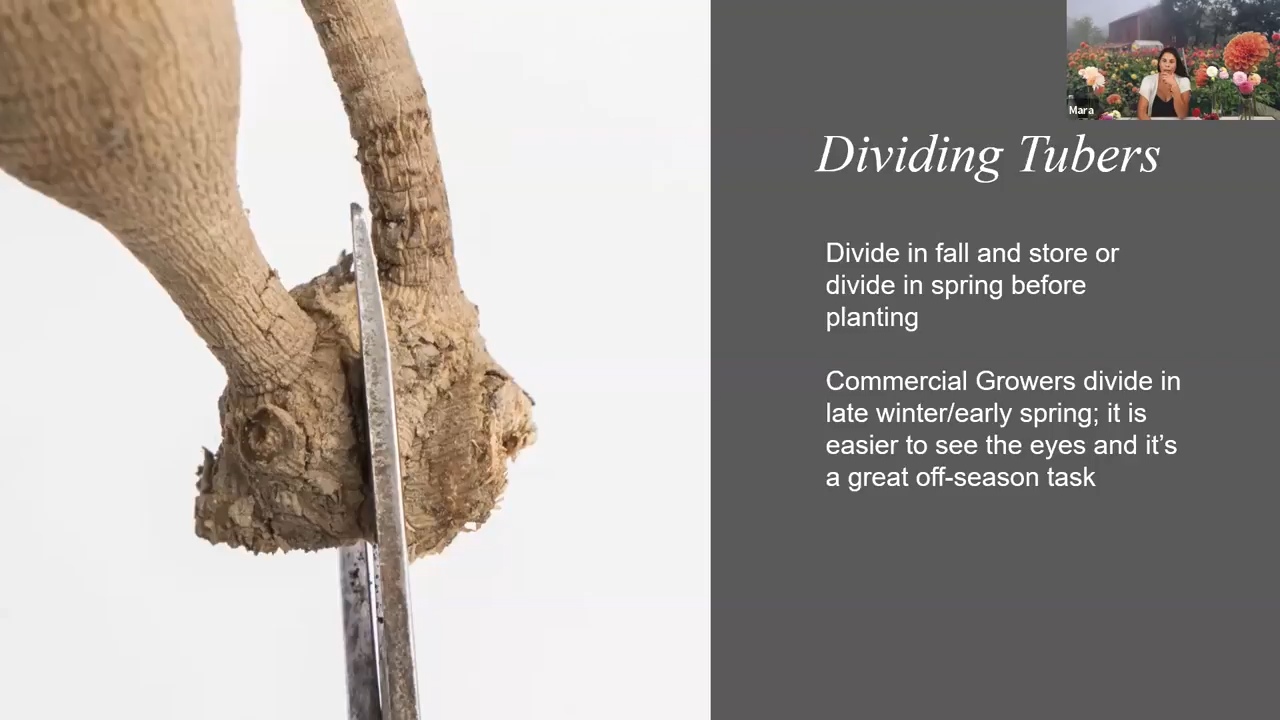 Mara
Dividing Tubers
Divide in fall and store or
divide in spring before
planting
Commercial Growers divide in
late winter/early spring; it is
easier to see the eyes and it’s
a great off-season task